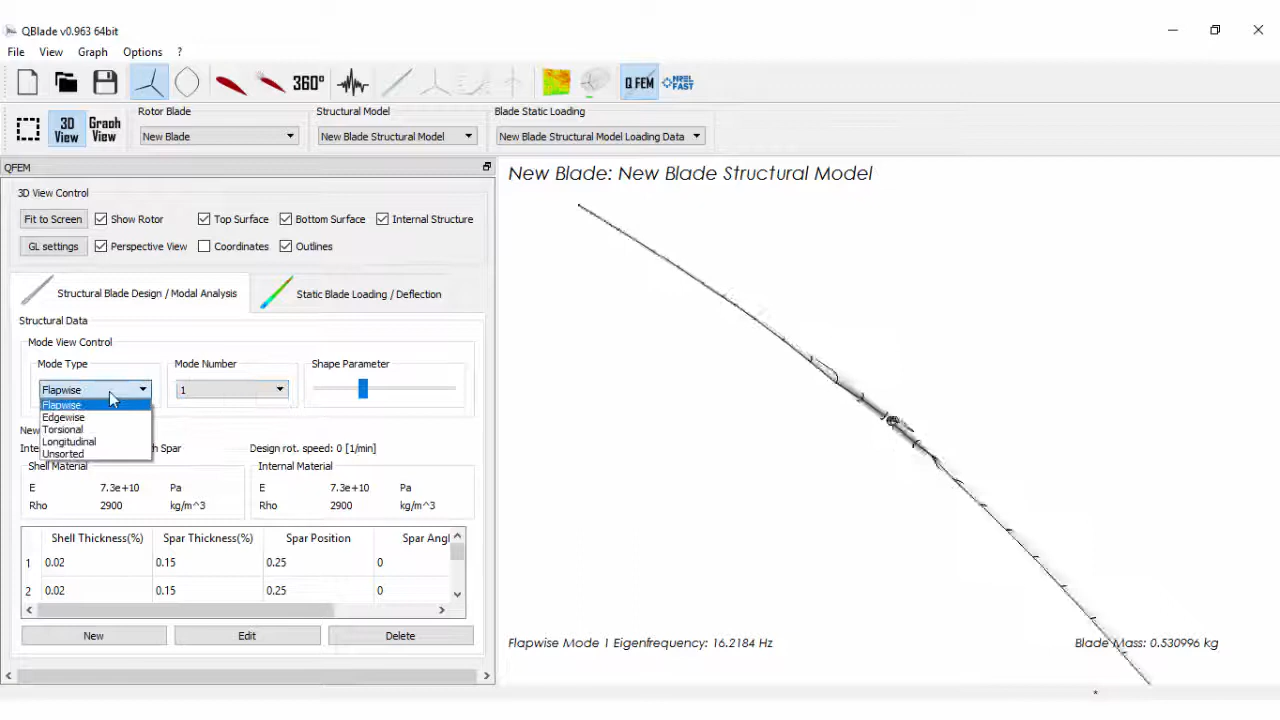 QBlade v0.963 64bit
File View Graph Options ?
360° Q FEM NREL FAST
Rotor Blade Structural Model Blade Static Loading
3D View Graph View New Blade New Blade Structural Model New Blade Structural Model Loading Data
QFEM
New Blade: New Blade Structural Model
3D View Control
Fit to Screen Show Rotor Top Surface Bottom Surface Internal Structure
GL settings Perspective View Coordinates Outlines
Structural Blade Design / Modal Analysis Static Blade Loading / Deflection
Structural Data
Mode View Control
Mode Type Mode Number Shape Parameter
Flapwise 1
Flapwise
Edgewise
Torsional
Longitudinal
Unsorted
New
Inte h Spar Design rot. speed: 0 [1/min]
Shell Material Internal Material
E 7.3e+10 Pa E 7.3e+10 Pa
Rho 2900 kg/m^3 Rho 2900 kg/m^3
Shell Thickness(%) Spar Thickness(%) Spar Position Spar Angl
1 0.02 0.15 0.25 0
2 0.02 0.15 0.25 0
New Edit Delete
Flapwise Mode 1 Eigenfrequency: 16.2184 Hz Blade Mass: 0.530996 kg